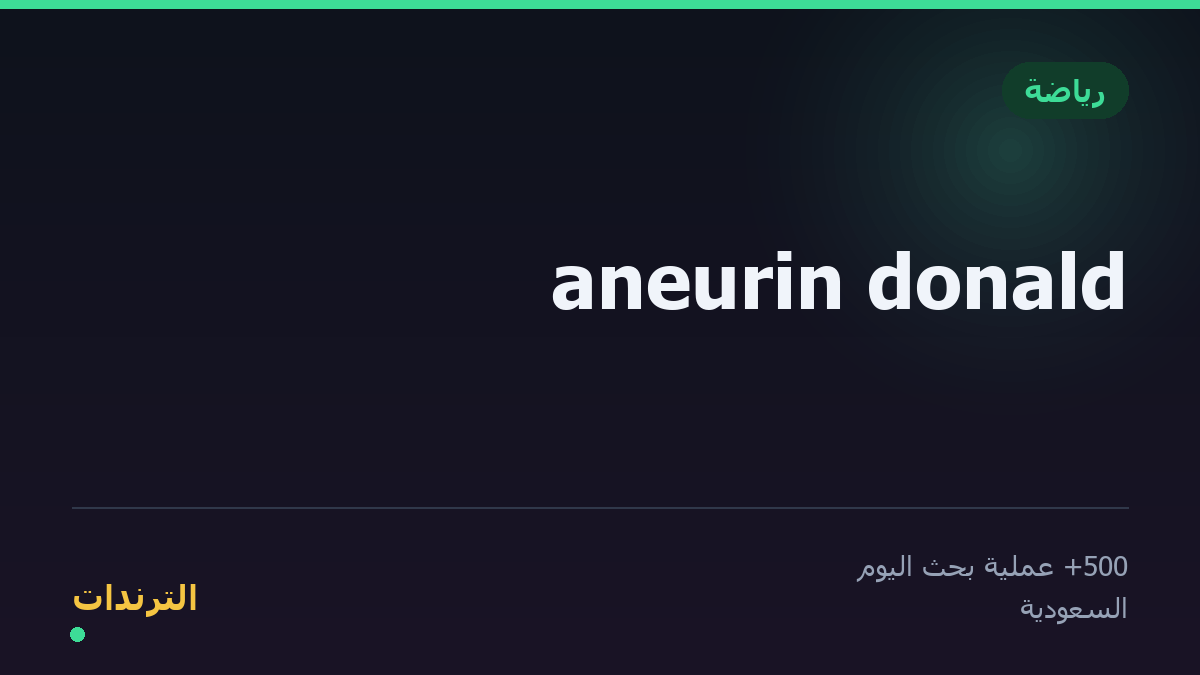 رياضة
aneurin donald
500+ عملية بحث اليوم
السعودية
الترندات